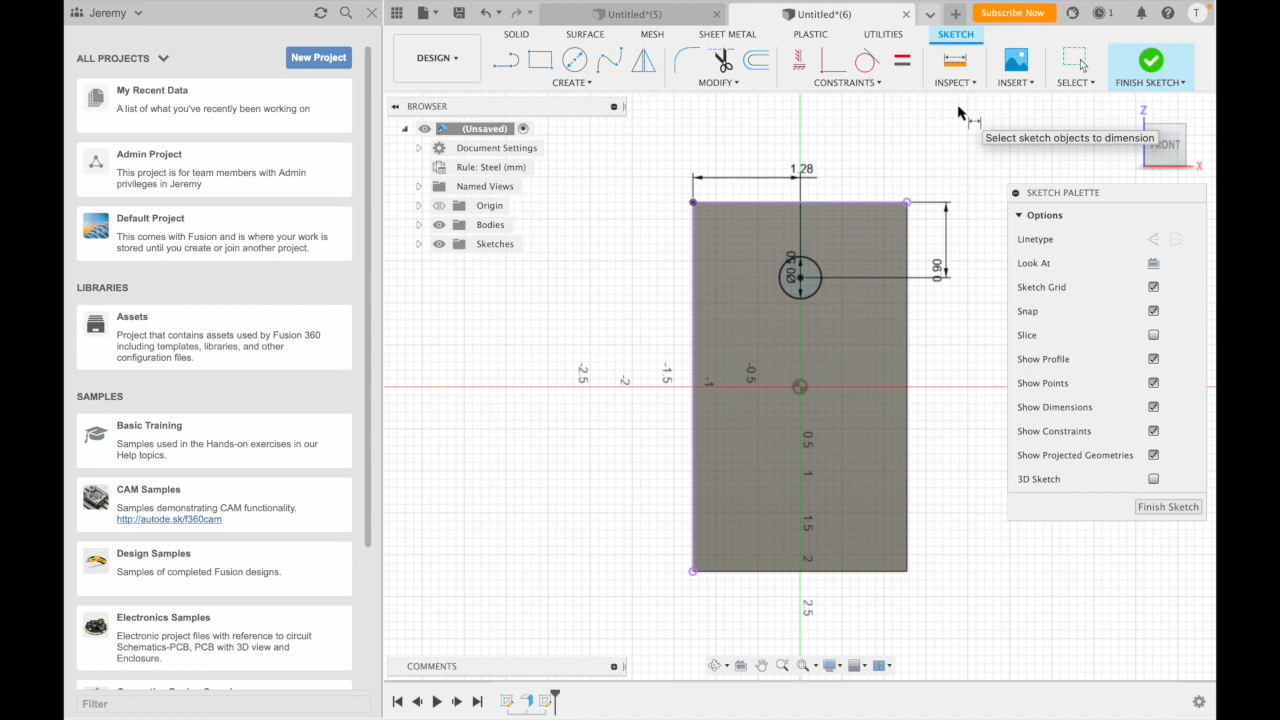 Jeremy
Untitled*(5)
Untitled*(6)
Subscribe Now
1
T
ALL PROJECTS
New Project
My Recent Data
A list of what you've recently been working on
Admin Project
This project is for team members with Admin
privileges in Jeremy
Default Project
This comes with Fusion and is where your work is
stored until you create or join another project.
LIBRARIES
Assets
Project that contains assets used by Fusion 360
including templates, libraries, and other
configuration files.
SAMPLES
Basic Training
Samples used in the Hands-on exercises in our
Help topics.
CAM Samples
Samples demonstrating CAM functionality.
http://autode.sk/f360cam
Design Samples
Samples of completed Fusion designs.
Electronics Samples
Electronic project files with reference to circuit
Schematics-PCB, PCB with 3D view and
Enclosure.
Filter
DESIGN
SOLID
SURFACE
MESH
SHEET METAL
PLASTIC
UTILITIES
SKETCH
CREATE
MODIFY
CONSTRAINTS
INSPECT
INSERT
SELECT
FINISH SKETCH
BROWSER
(Unsaved)
Document Settings
Rule: Steel (mm)
Named Views
Origin
Bodies
Sketches
Select sketch objects to dimension
Z
FRONT
X
1.28
Ø0.50
0.90
-2.5
-2
-1.5
-1
-0.5
0.5
1
1.5
2
2.5
SKETCH PALETTE
Options
Linetype
Look At
Sketch Grid
Snap
Slice
Show Profile
Show Points
Show Dimensions
Show Constraints
Show Projected Geometries
3D Sketch
Finish Sketch
COMMENTS